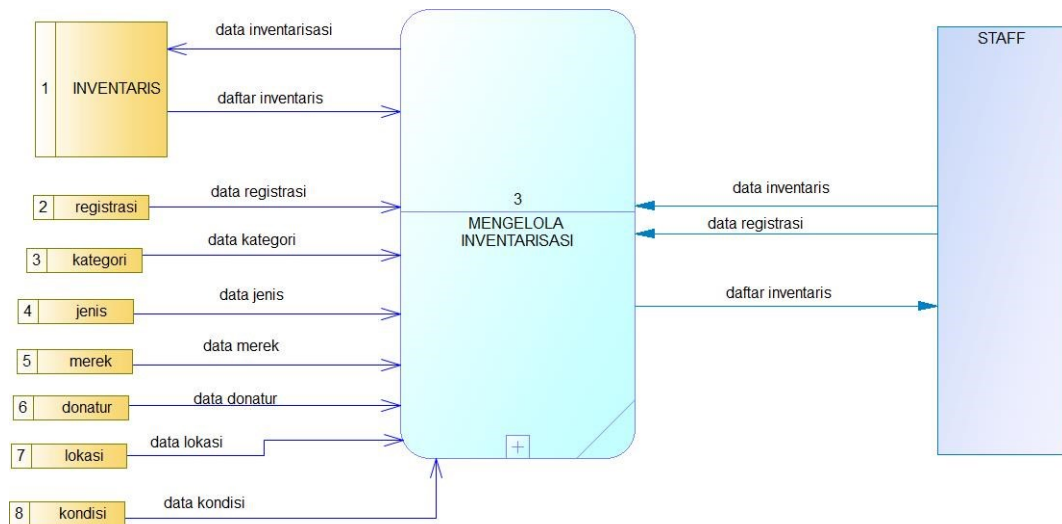 data inventarisasi
1
INVENTARIS
daftar inventaris
2
registrasi
data registrasi
3
kategori
data kategori
4
jenis
data jenis
5
merek
data merek
6
donatur
data donatur
7
lokasi
data lokasi
8
kondisi
data kondisi
3
MENGELOLA
INVENTARISASI
+
data inventaris
data registrasi
daftar inventaris
STAFF